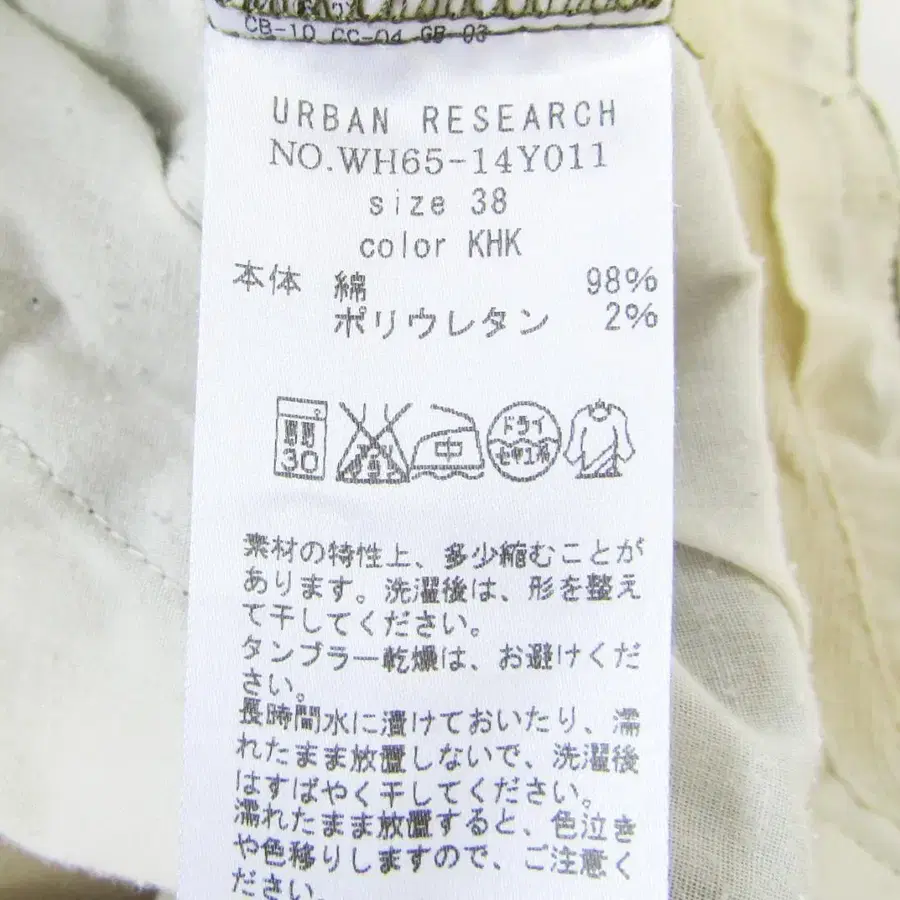 CB-10 CC-04 GB-03
URBAN RESEARCH
NO.WH65-14Y011
size 38
color KHK
本体 綿 98%
ポリウレタン 2%
30 中 ドライ
素材の特性上、多少縮むことが
あります。洗濯後は、形を整え
て干してください。
タンブラー乾燥は、お避けくだ
さい。
長時間水に漬けておいたり、濡
れたまま放置しないで、洗濯後
はすばやく干してください。
濡れたまま放置すると、色泣き
や色移りしますので、ご注意く
ださい。